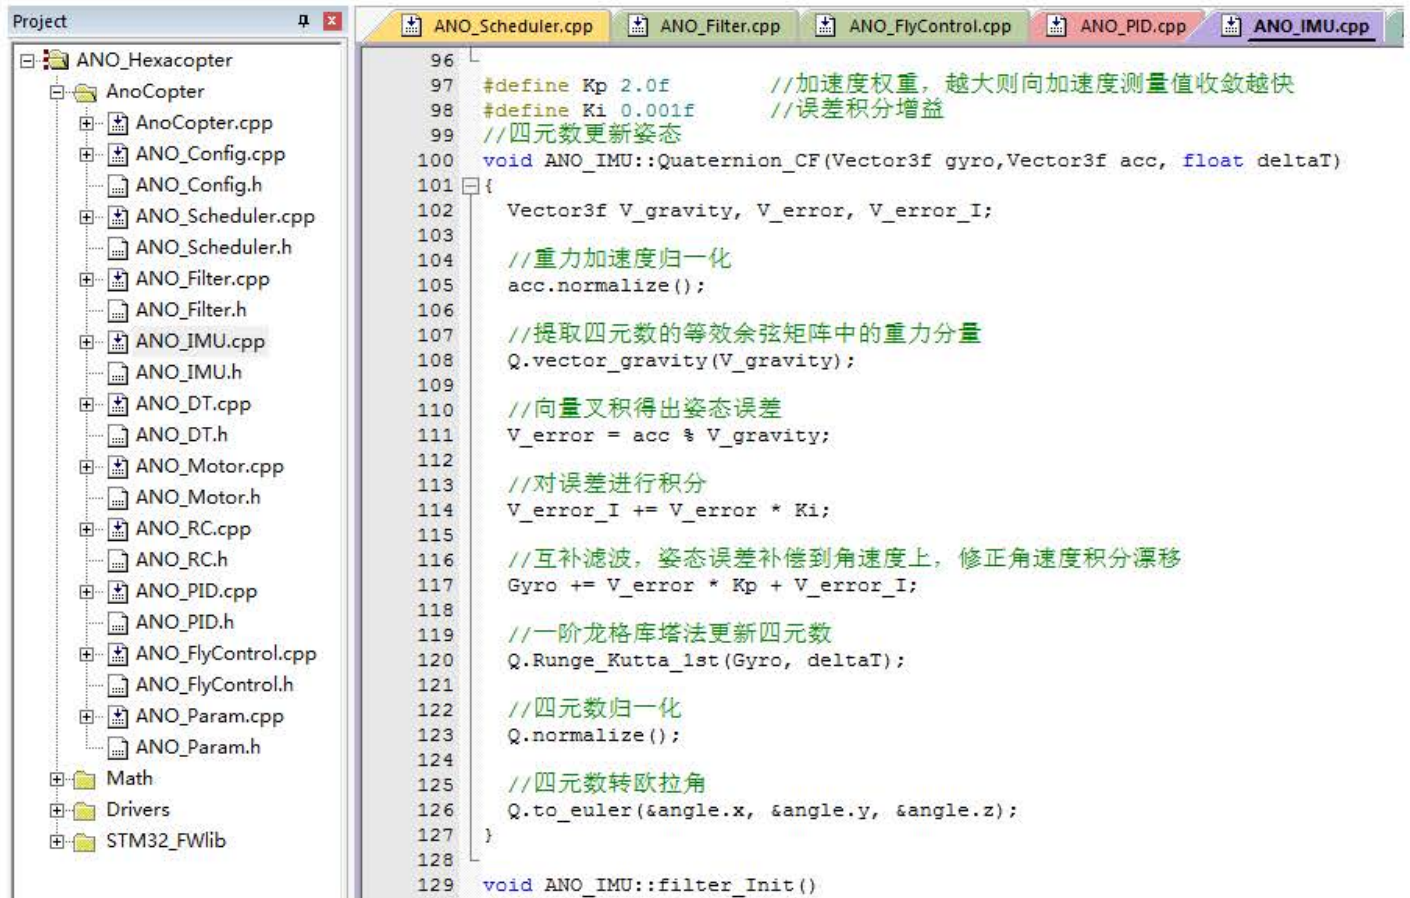 Project
ANO_Hexacopter
AnoCopter
AnoCopter.cpp
ANO_Config.cpp
ANO_Config.h
ANO_Scheduler.cpp
ANO_Scheduler.h
ANO_Filter.cpp
ANO_Filter.h
ANO_IMU.cpp
ANO_IMU.h
ANO_DT.cpp
ANO_DT.h
ANO_Motor.cpp
ANO_Motor.h
ANO_RC.cpp
ANO_RC.h
ANO_PID.cpp
ANO_PID.h
ANO_FlyControl.cpp
ANO_FlyControl.h
ANO_Param.cpp
ANO_Param.h
Math
Drivers
STM32_FWlib
ANO_Scheduler.cpp ANO_Filter.cpp ANO_FlyControl.cpp ANO_PID.cpp ANO_IMU.cpp
96
97 #define Kp 2.0f //加速度权重，越大则向加速度测量值收敛越快
98 #define Ki 0.001f //误差积分增益
99 //四元数更新姿态
100 void ANO_IMU::Quaternion_CF(Vector3f gyro,Vector3f acc, float deltaT)
101 {
102 Vector3f V_gravity, V_error, V_error_I;
103
104 //重力加速度归一化
105 acc.normalize();
106
107 //提取四元数的等效余弦矩阵中的重力分量
108 Q.vector_gravity(V_gravity);
109
110 //向量叉积得出姿态误差
111 V_error = acc % V_gravity;
112
113 //对误差进行积分
114 V_error_I += V_error * Ki;
115
116 //互补滤波，姿态误差补偿到角速度上，修正角速度积分漂移
117 Gyro += V_error * Kp + V_error_I;
118
119 //一阶龙格库塔法更新四元数
120 Q.Runge_Kutta_1st(Gyro, deltaT);
121
122 //四元数归一化
123 Q.normalize();
124
125 //四元数转欧拉角
126 Q.to_euler(&angle.x, &angle.y, &angle.z);
127 }
128
129 void ANO_IMU::filter_Init()